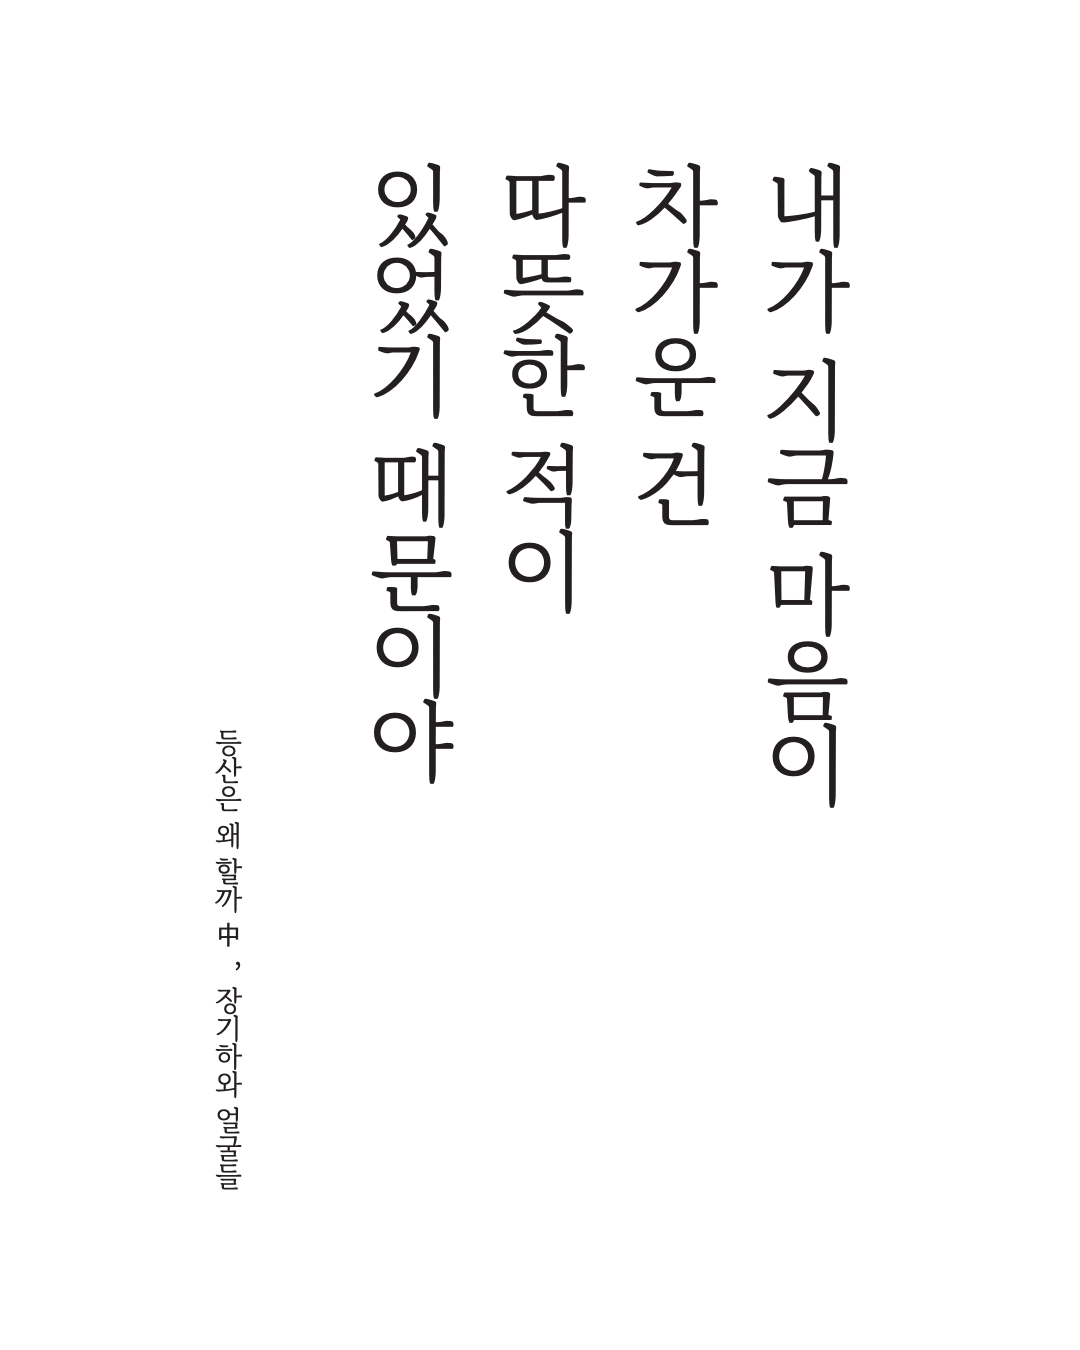 내가 지금 마음이
차가운 건
따뜻한 적이
있었기 때문이야
등산은 왜 할까 中, 장기하와 얼굴들